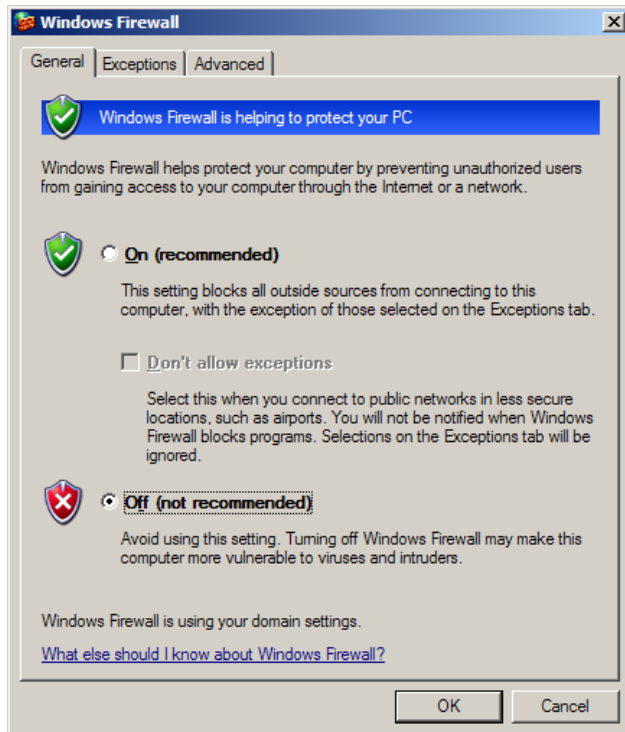 Windows Firewall
General Exceptions Advanced
Windows Firewall is helping to protect your PC
Windows Firewall helps protect your computer by preventing unauthorized users
from gaining access to your computer through the Internet or a network.
On (recommended)
This setting blocks all outside sources from connecting to this
computer, with the exception of those selected on the Exceptions tab.
Don't allow exceptions
Select this when you connect to public networks in less secure
locations, such as airports. You will not be notified when Windows
Firewall blocks programs. Selections on the Exceptions tab will be
ignored.
Off (not recommended)
Avoid using this setting. Turning off Windows Firewall may make this
computer more vulnerable to viruses and intruders.
Windows Firewall is using your domain settings.
What else should I know about Windows Firewall?
OK Cancel